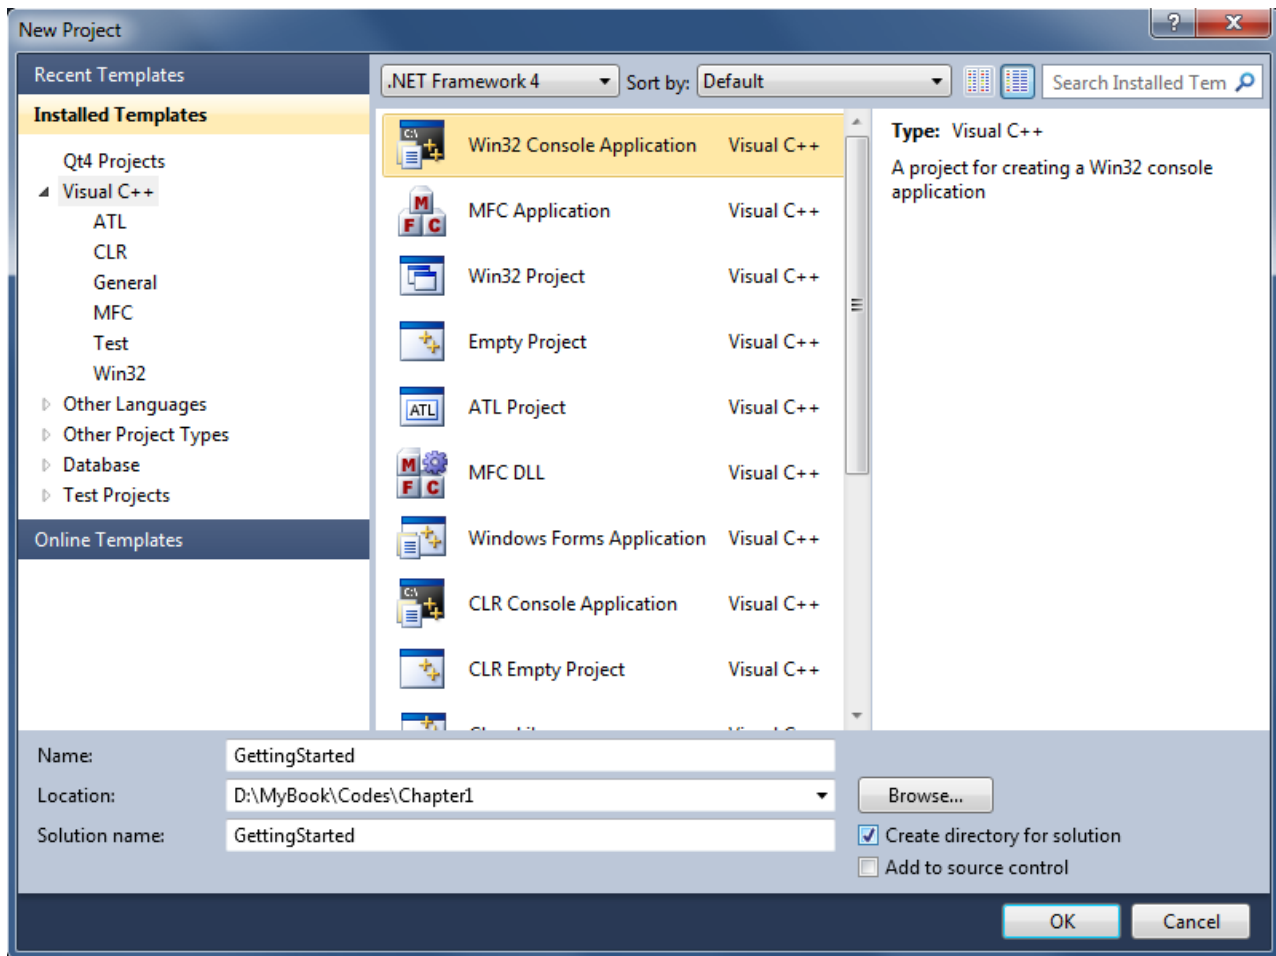 New Project
?
X
Recent Templates
.NET Framework 4
Sort by:
Default
Search Installed Tem
Installed Templates
Qt4 Projects
Visual C++
ATL
CLR
General
MFC
Test
Win32
Other Languages
Other Project Types
Database
Test Projects
Online Templates
C:\
Win32 Console Application Visual C++
M
F C
MFC Application Visual C++
Win32 Project Visual C++
Empty Project Visual C++
ATL
ATL Project Visual C++
M
F C
MFC DLL Visual C++
Windows Forms Application Visual C++
C:\
CLR Console Application Visual C++
CLR Empty Project Visual C++
Type: Visual C++
A project for creating a Win32 console
application
Name: GettingStarted
Location: D:\MyBook\Codes\Chapter1
Browse...
Solution name: GettingStarted
Create directory for solution
Add to source control
OK
Cancel